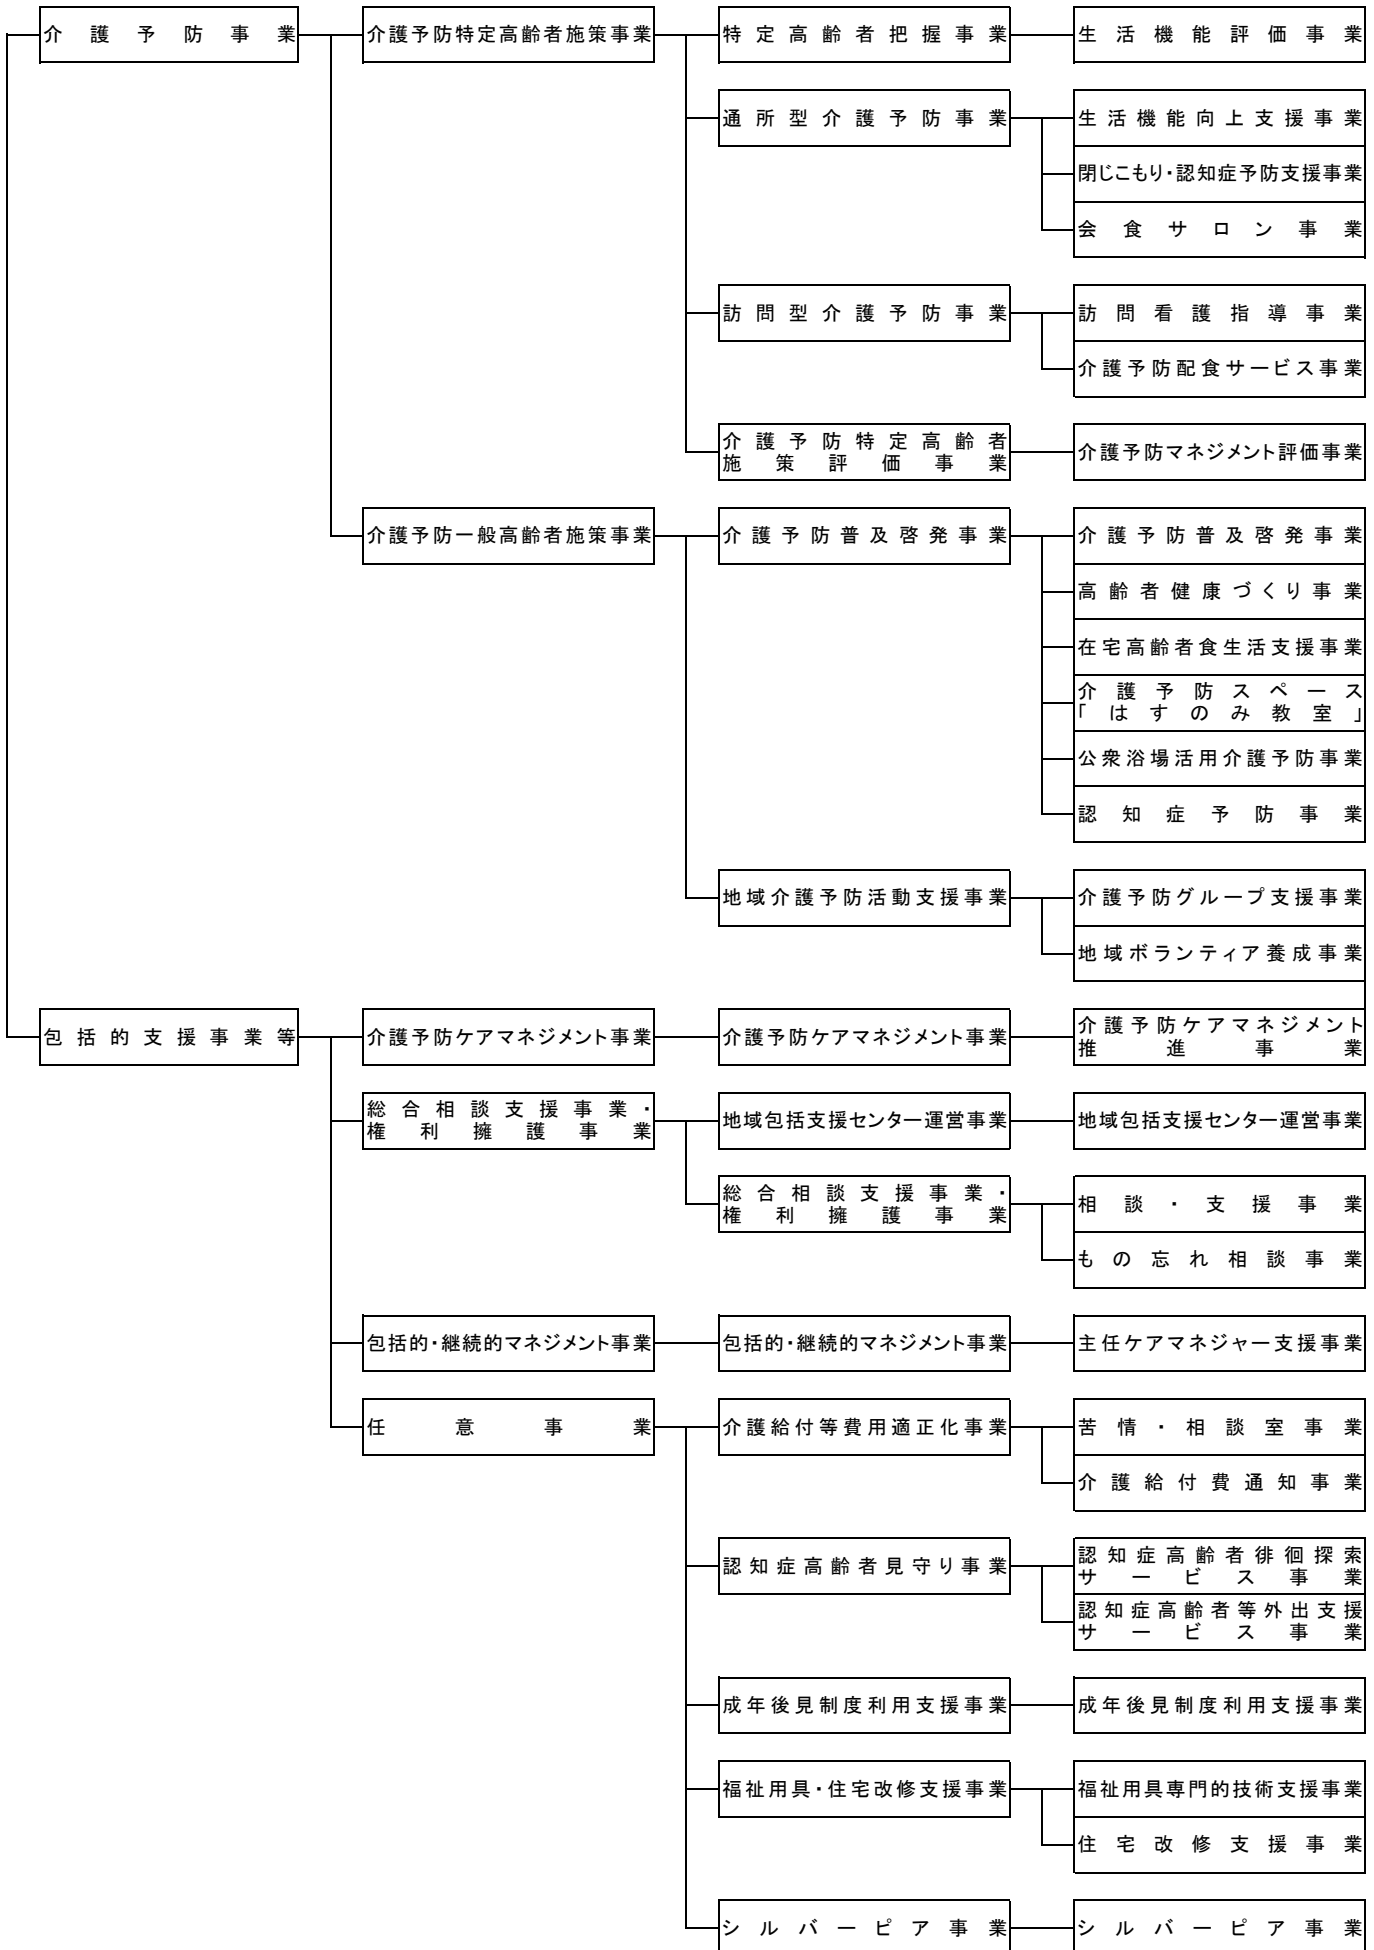 介護予防事業
介護予防特定高齢者施策事業
特定高齢者把握事業
生活機能評価事業
通所型介護予防事業
生活機能向上支援事業
閉じこもり・認知症予防支援事業
会食サロン事業
訪問型介護予防事業
訪問看護指導事業
介護予防配食サービス事業
介護予防特定高齢者
施策評価事業
介護予防マネジメント評価事業
介護予防一般高齢者施策事業
介護予防普及啓発事業
介護予防普及啓発事業
高齢者健康づくり事業
在宅高齢者食生活支援事業
介護予防スペース
「はすのみ教室」
公衆浴場活用介護予防事業
認知症予防事業
地域介護予防活動支援事業
介護予防グループ支援事業
地域ボランティア養成事業
包括的支援事業等
介護予防ケアマネジメント事業
介護予防ケアマネジメント事業
介護予防ケアマネジメント
推進事業
総合相談支援事業・
権利擁護事業
地域包括支援センター運営事業
地域包括支援センター運営事業
総合相談支援事業・
権利擁護事業
相談・支援事業
もの忘れ相談事業
包括的・継続的マネジメント事業
包括的・継続的マネジメント事業
主任ケアマネジャー支援事業
任意事業
介護給付等費用適正化事業
苦情・相談室事業
介護給付費通知事業
認知症高齢者見守り事業
認知症高齢者徘徊探索
サービス事業
認知症高齢者等外出支援
サービス事業
成年後見制度利用支援事業
成年後見制度利用支援事業
福祉用具・住宅改修支援事業
福祉用具専門的技術支援事業
住宅改修支援事業
シルバーピア事業
シルバーピア事業